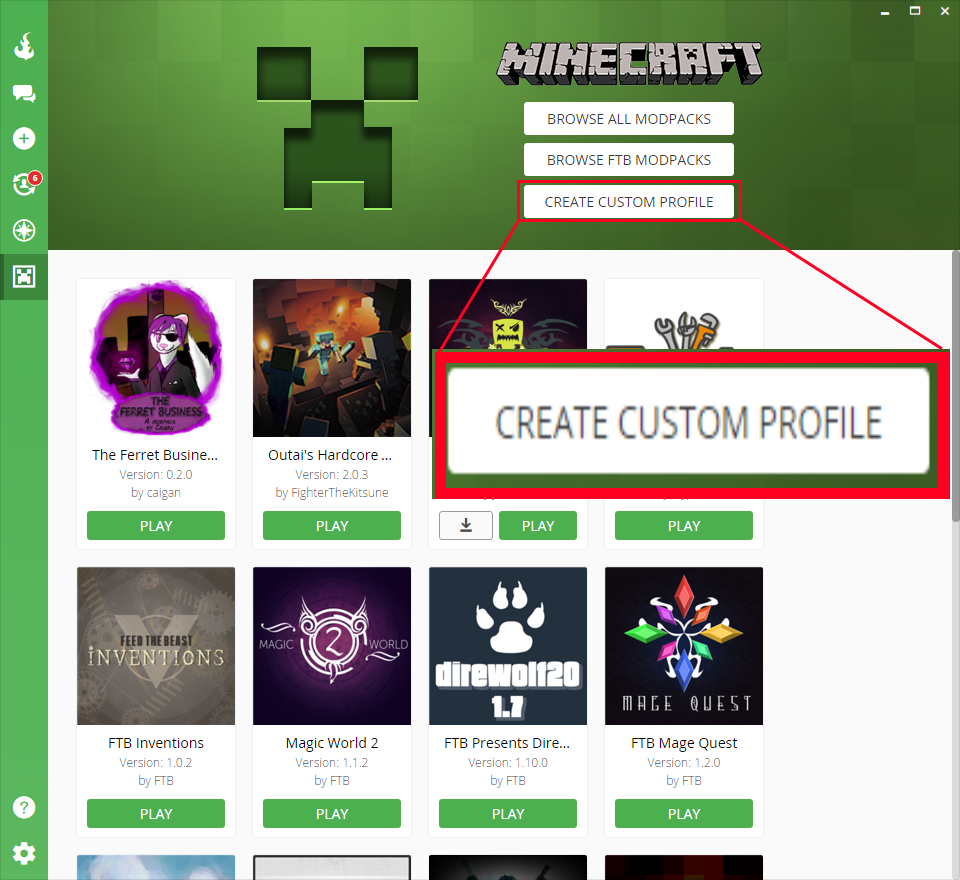 MINECRAFT
BROWSE ALL MODPACKS
BROWSE FTB MODPACKS
CREATE CUSTOM PROFILE
6
THE
FERRET BUSINESS
A MODPACK
BY CAIGAN
CREATE CUSTOM PROFILE
The Ferret Busine...
Version: 0.2.0
by caigan
PLAY
Outai's Hardcore ...
Version: 2.0.3
by FighterTheKitsune
PLAY
PLAY
PLAY
FEED THE BEAST
INVENTIONS
MAGIC 2 WORLD
direwolf20
1.7
MAGE QUEST
FTB Inventions
Version: 1.0.2
by FTB
PLAY
Magic World 2
Version: 1.1.2
by FTB
PLAY
FTB Presents Dire...
Version: 1.10.0
by FTB
PLAY
FTB Mage Quest
Version: 1.2.0
by FTB
PLAY
?